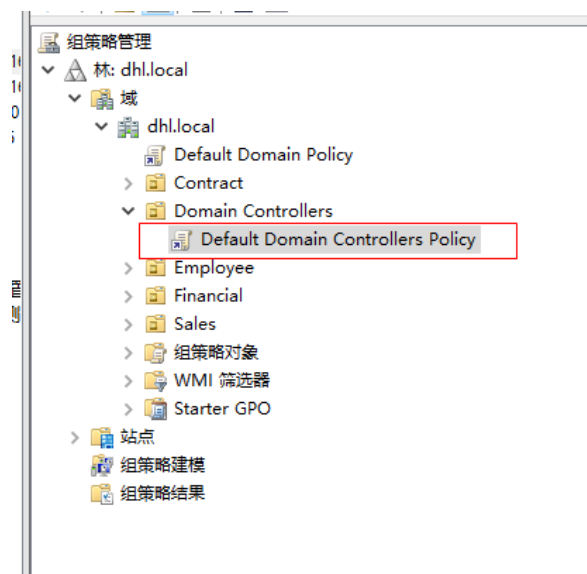 组策略管理
林: dhl.local
域
dhl.local
Default Domain Policy
Contract
Domain Controllers
Default Domain Controllers Policy
Employee
Financial
Sales
组策略对象
WMI 筛选器
Starter GPO
站点
组策略建模
组策略结果